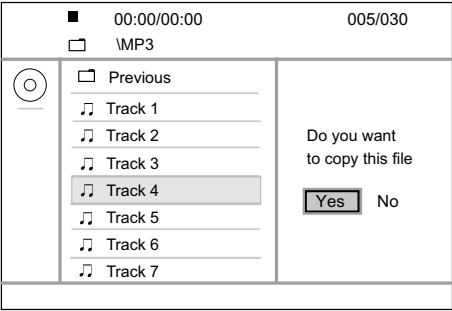 00:00/00:00 005/030
\MP3
Previous
Track 1
Track 2
Track 3
Track 4
Track 5
Track 6
Track 7
Do you want
to copy this file
Yes No